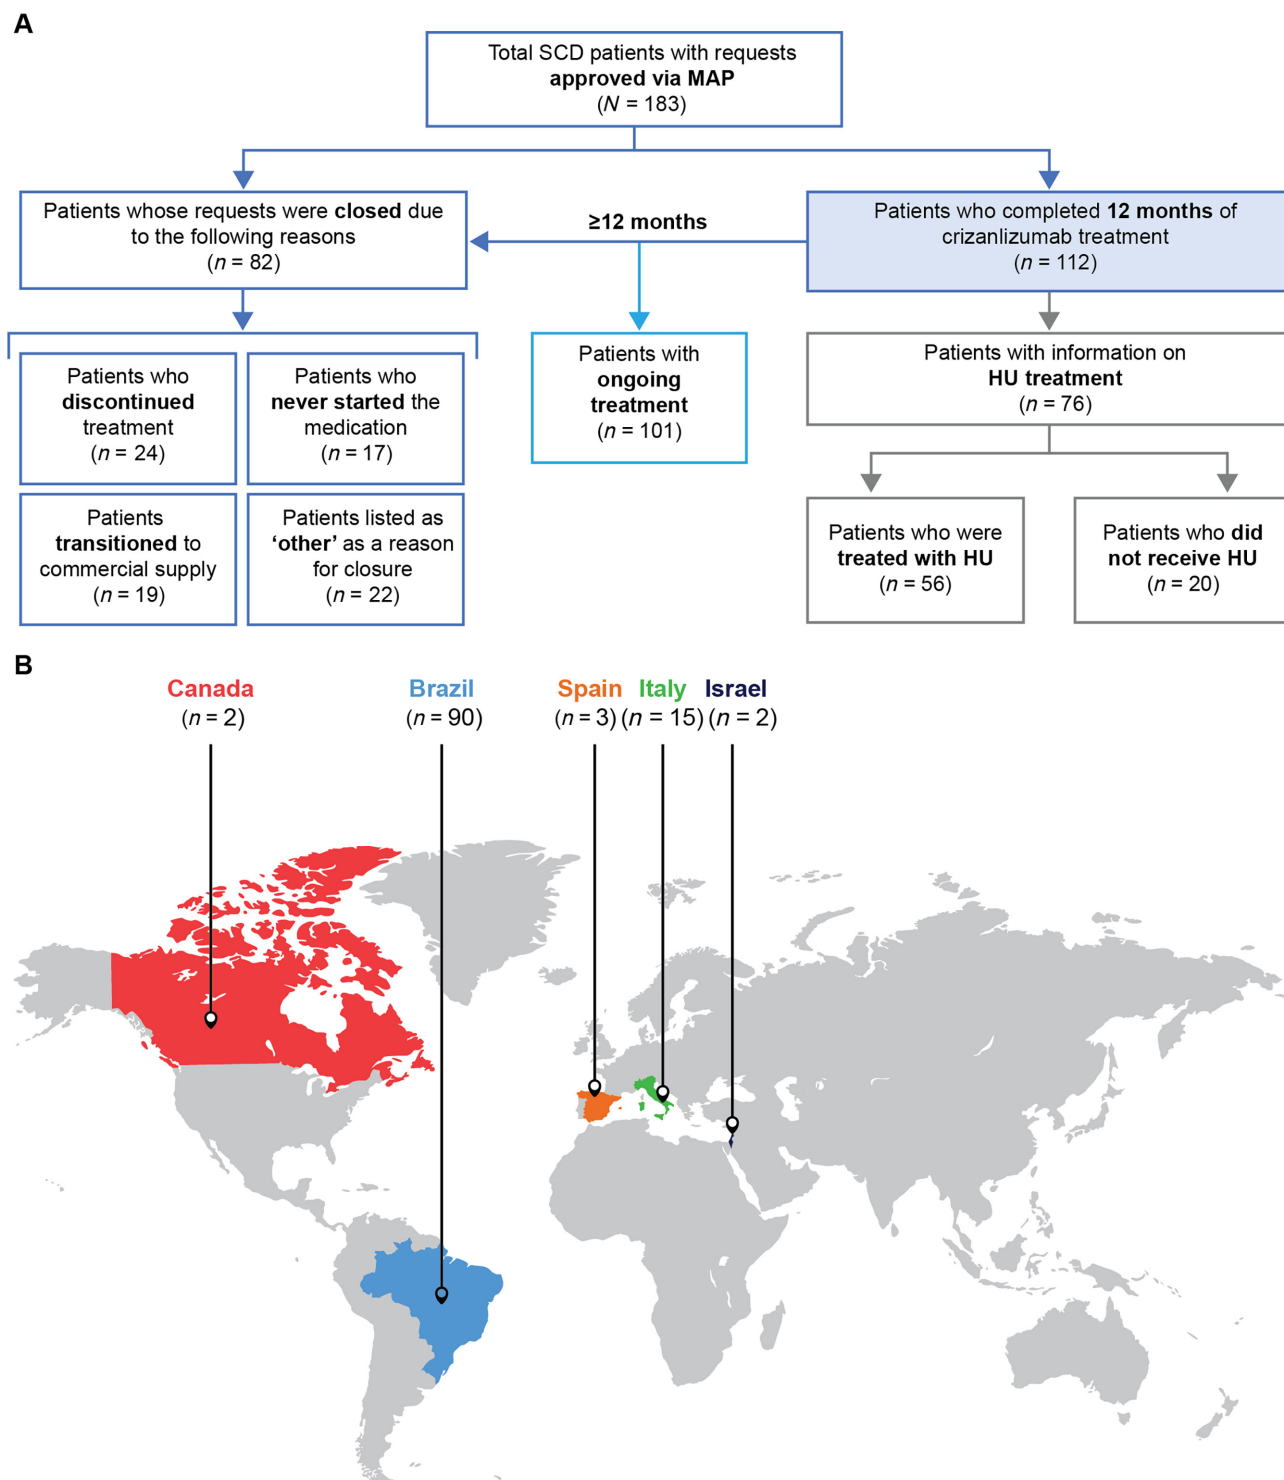 A
Total SCD patients with requests
approved via MAP
(N = 183)
Patients whose requests were closed due
to the following reasons
(n = 82)
≥12 months
Patients who completed 12 months of
crizanlizumab treatment
(n = 112)
Patients who
discontinued
treatment
(n = 24)
Patients who
never started the
medication
(n = 17)
Patients
transitioned to
commercial supply
(n = 19)
Patients listed as
‘other’ as a reason
for closure
(n = 22)
Patients with
ongoing
treatment
(n = 101)
Patients with information on
HU treatment
(n = 76)
Patients who were
treated with HU
(n = 56)
Patients who did
not receive HU
(n = 20)
B
Canada
(n = 2)
Brazil
(n = 90)
Spain
(n = 3)
Italy
(n = 15)
Israel
(n = 2)